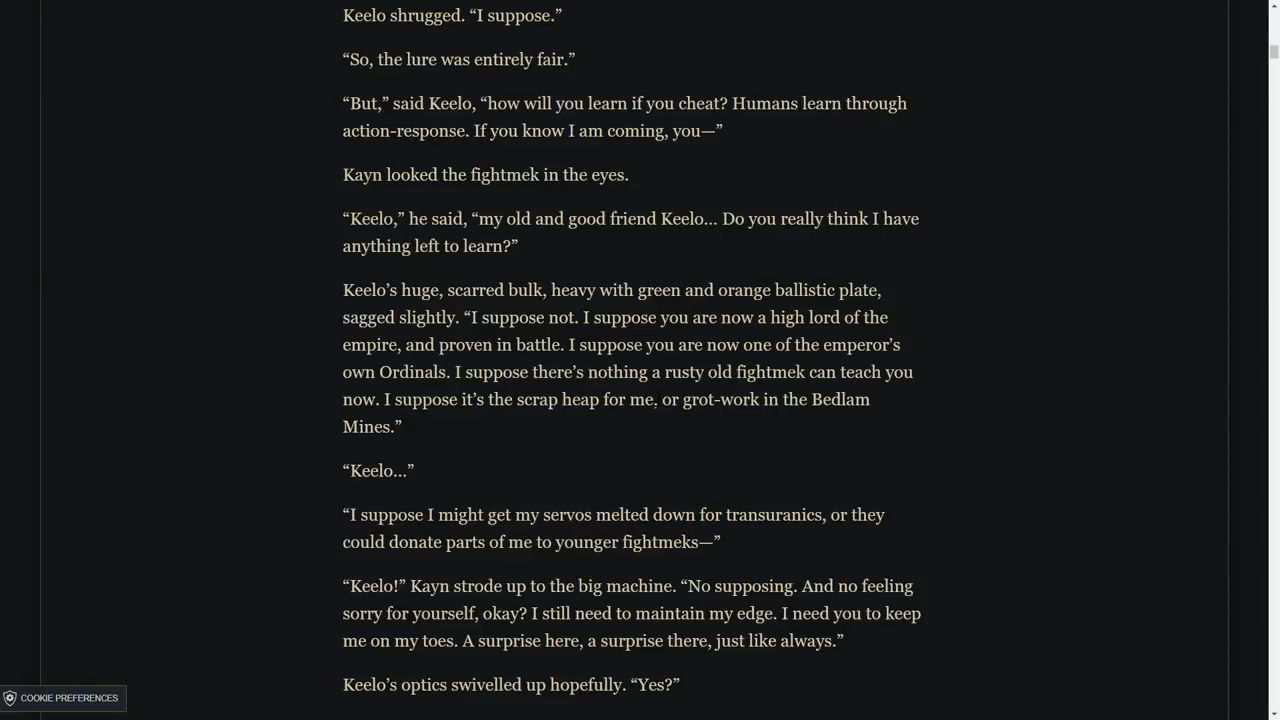 Keelo shrugged. “I suppose.”
“So, the lure was entirely fair.”
“But,” said Keelo, “how will you learn if you cheat? Humans learn through
action-response. If you know I am coming, you—”
Kayn looked the fightmek in the eyes.
“Keelo,” he said, “my old and good friend Keelo… Do you really think I have
anything left to learn?”
Keelo’s huge, scarred bulk, heavy with green and orange ballistic plate,
sagged slightly. “I suppose not. I suppose you are now a high lord of the
empire, and proven in battle. I suppose you are now one of the emperor’s
own Ordinals. I suppose there’s nothing a rusty old fightmek can teach you
now. I suppose it’s the scrap heap for me, or grot-work in the Bedlam
Mines.”
“Keelo…”
“I suppose I might get my servos melted down for transuranics, or they
could donate parts of me to younger fightmeks—”
“Keelo!” Kayn strode up to the big machine. “No supposing. And no feeling
sorry for yourself, okay? I still need to maintain my edge. I need you to keep
me on my toes. A surprise here, a surprise there, just like always.”
Keelo’s optics swivelled up hopefully. “Yes?”
COOKIE PREFERENCES